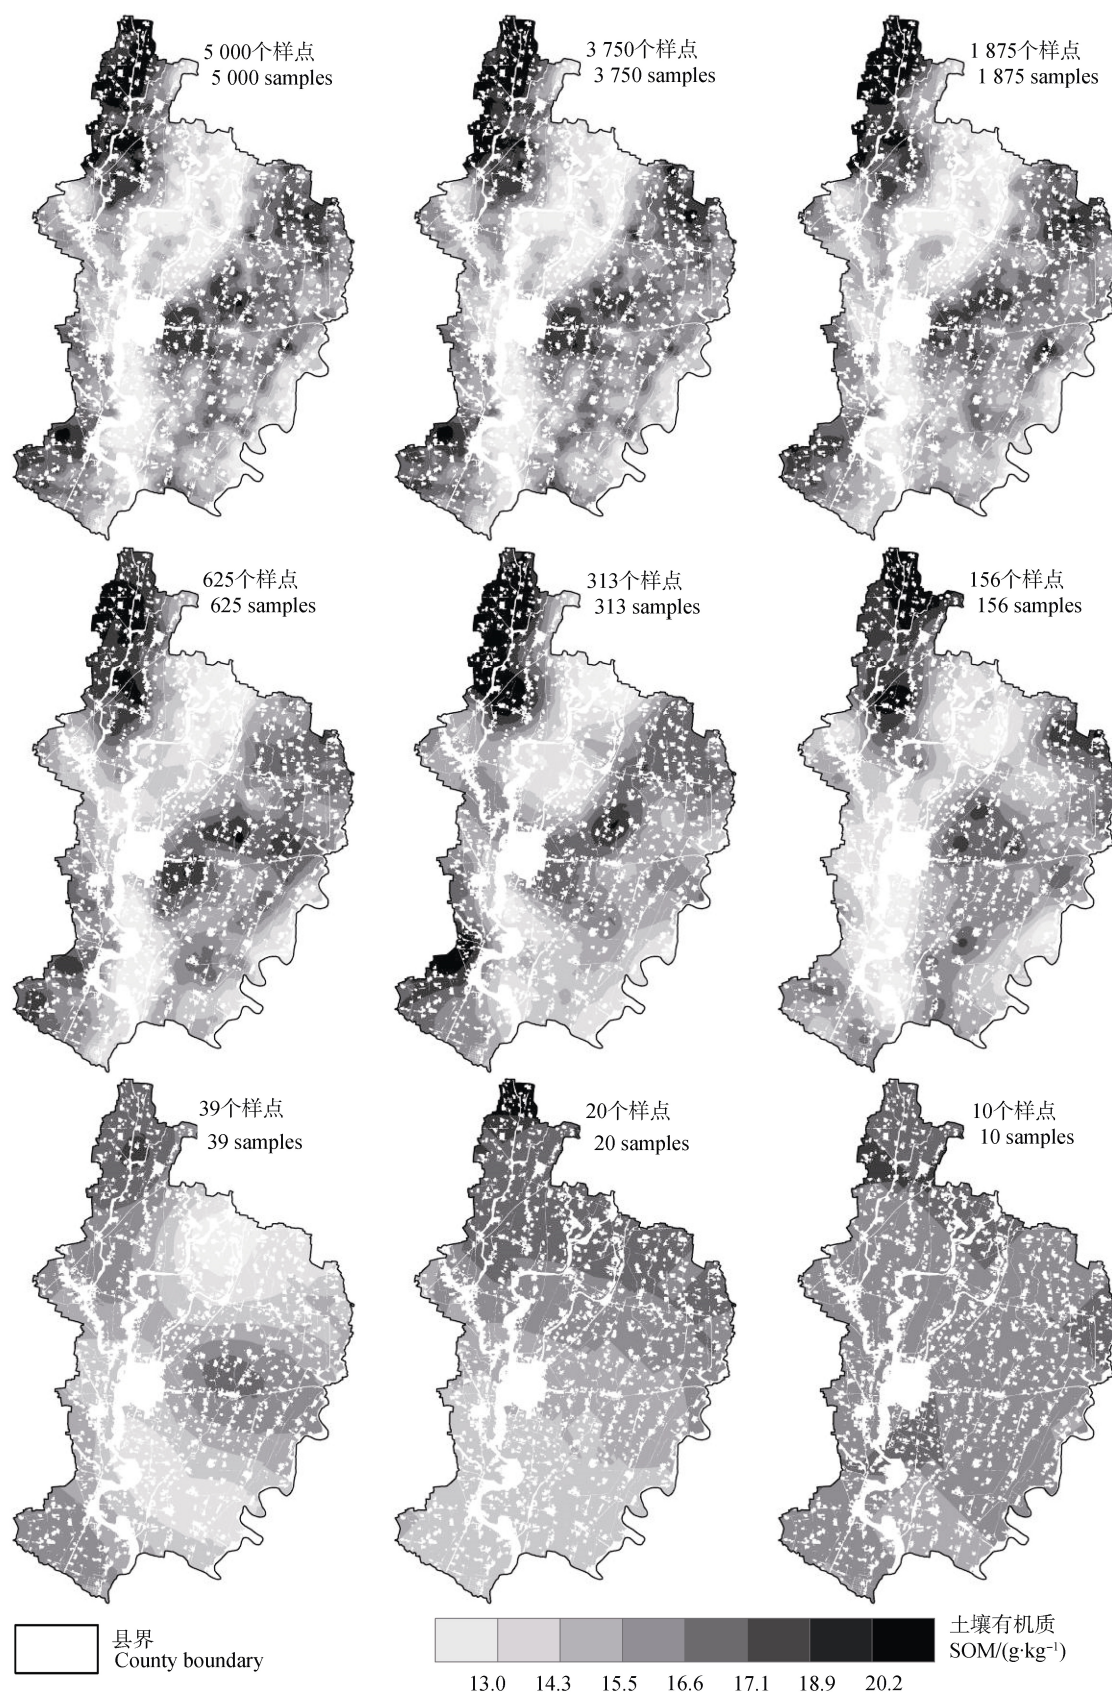 5 000个样点
5 000 samples
3 750个样点
3 750 samples
1 875个样点
1 875 samples
625个样点
625 samples
313个样点
313 samples
156个样点
156 samples
39个样点
39 samples
20个样点
20 samples
10个样点
10 samples
县界
County boundary
土壤有机质
SOM/(g·kg⁻¹)
13.0 14.3 15.5 16.6 17.1 18.9 20.2